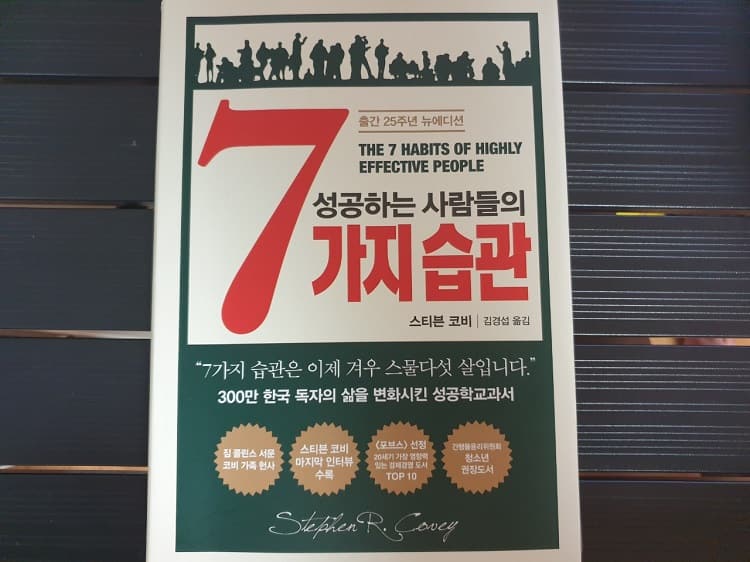 출간 25주년 뉴에디션
THE 7 HABITS OF HIGHLY
EFFECTIVE PEOPLE
성공하는 사람들의
7가지 습관
스티븐 코비 | 김경섭 옮김
“7가지 습관은 이제 겨우 스물다섯 살입니다.”
300만 한국 독자의 삶을 변화시킨 성공학교과서
짐 콜린스 서문
코비 가족 헌사
스티븐 코비
마지막 인터뷰
수록
〈포브스〉 선정
20세기 가장 영향력
있는 경제경영 도서
TOP 10
간행물윤리위원회
청소년
권장도서
Stephen R. Covey